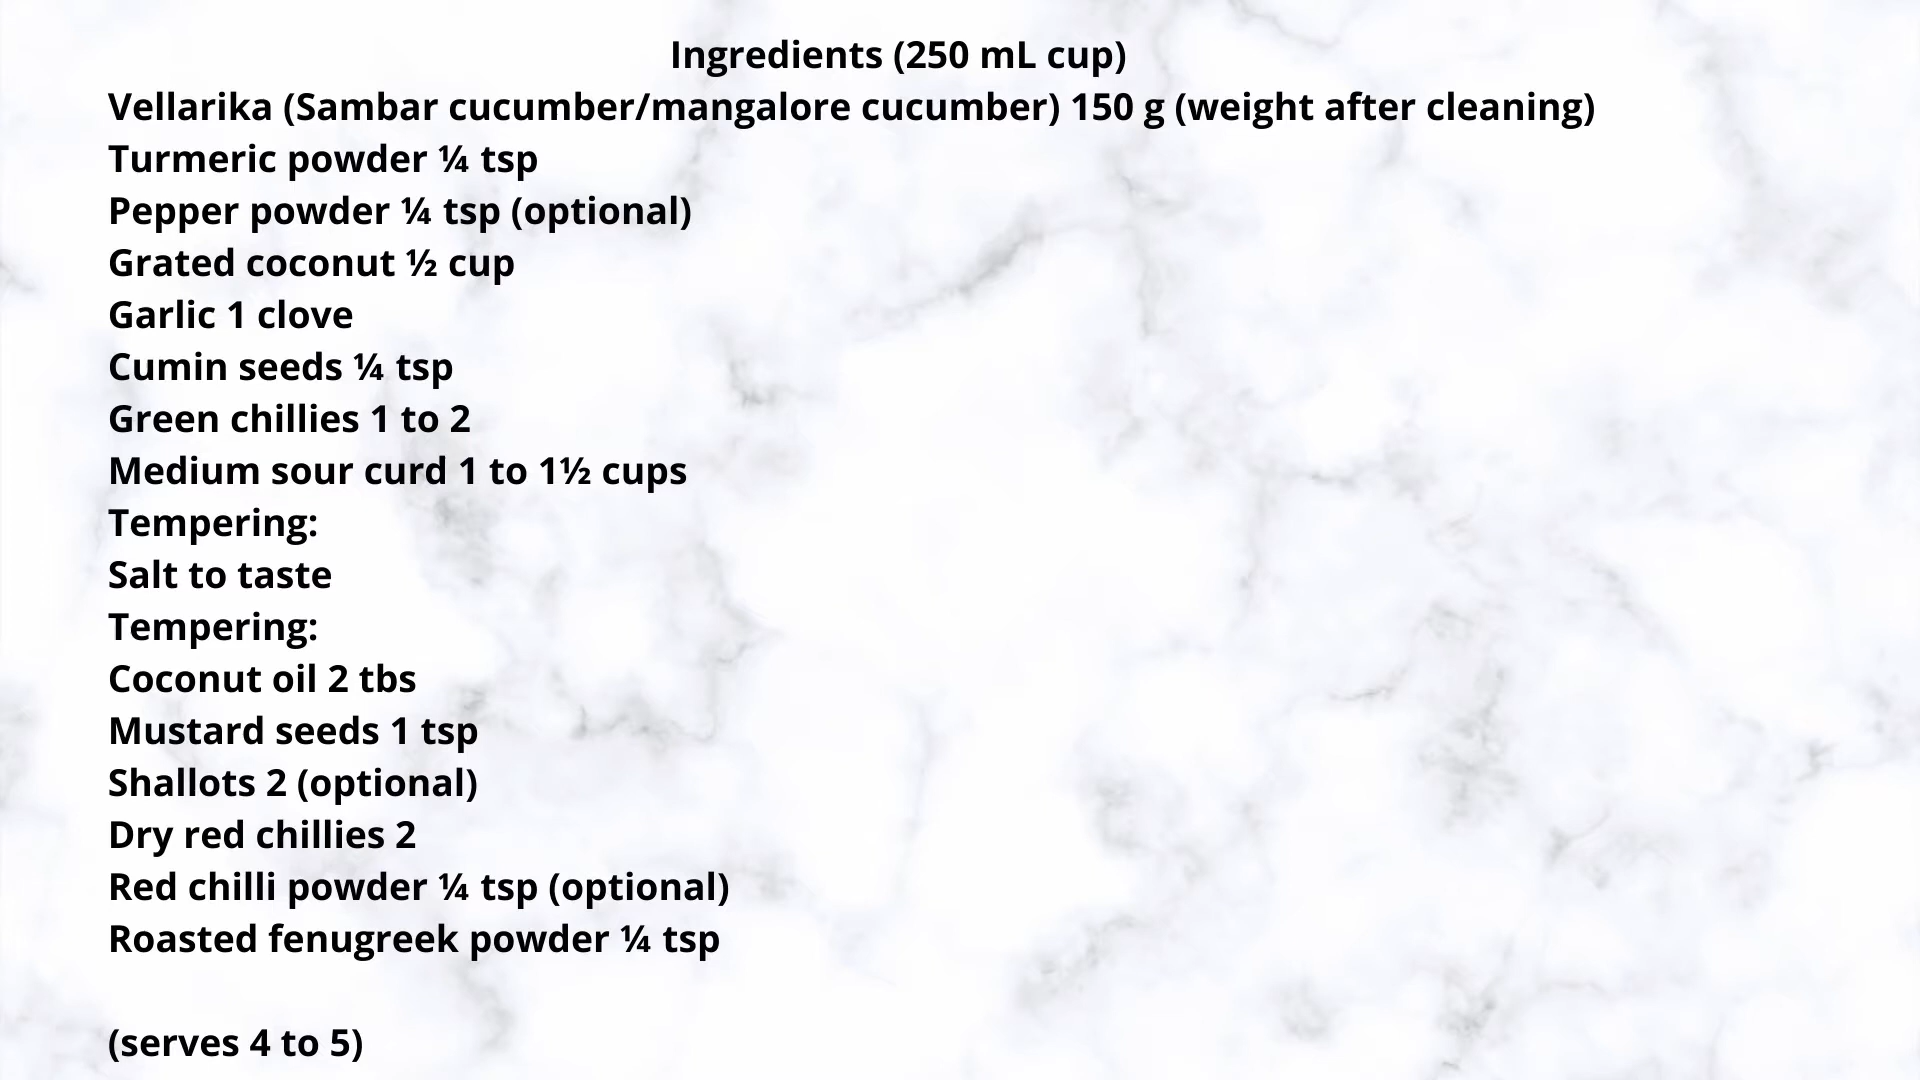 Ingredients (250 mL cup)
Vellarika (Sambar cucumber/mangalore cucumber) 150 g (weight after cleaning)
Turmeric powder ¼ tsp
Pepper powder ¼ tsp (optional)
Grated coconut ½ cup
Garlic 1 clove
Cumin seeds ¼ tsp
Green chillies 1 to 2
Medium sour curd 1 to 1½ cups
Tempering:
Salt to taste
Tempering:
Coconut oil 2 tbs
Mustard seeds 1 tsp
Shallots 2 (optional)
Dry red chillies 2
Red chilli powder ¼ tsp (optional)
Roasted fenugreek powder ¼ tsp
(serves 4 to 5)